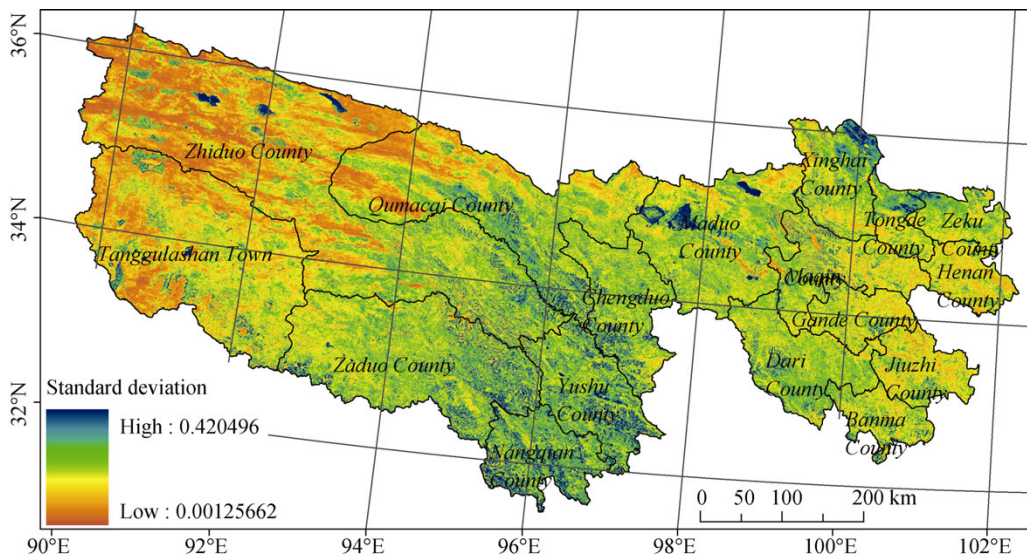 36°N
34°N
32°N
Zhiduo County
Tanggulashan Town
Qumacai County
Zaduo County
Chengduo
County
Yushu
County
Nangqian
County
Maduo
County
Xinghai
County
Tongde
County
Zeku
County
Henan
County
Maqin
County
Gande County
Dari
County
Jiuzhi
County
Banma
County
Standard deviation
High : 0.420496
Low : 0.00125662
0 50 100 200 km
90°E 92°E 94°E 96°E 98°E 100°E 102°E